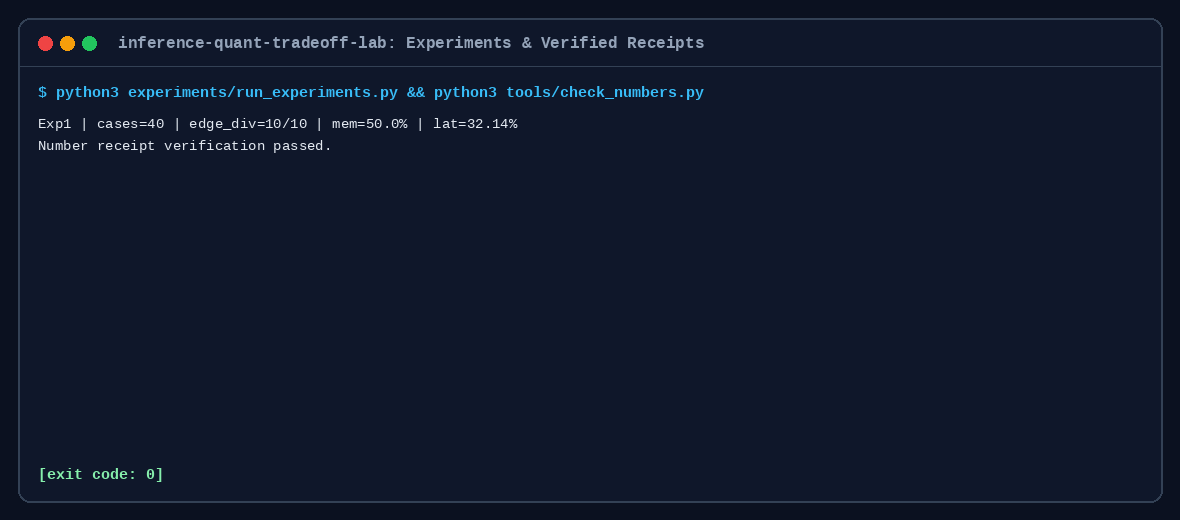 inference-quant-tradeoff-lab: Experiments & Verified Receipts
$ python3 experiments/run_experiments.py && python3 tools/check_numbers.py
Exp1 | cases=40 | edge_div=10/10 | mem=50.0% | lat=32.14%
Number receipt verification passed.
[exit code: 0]